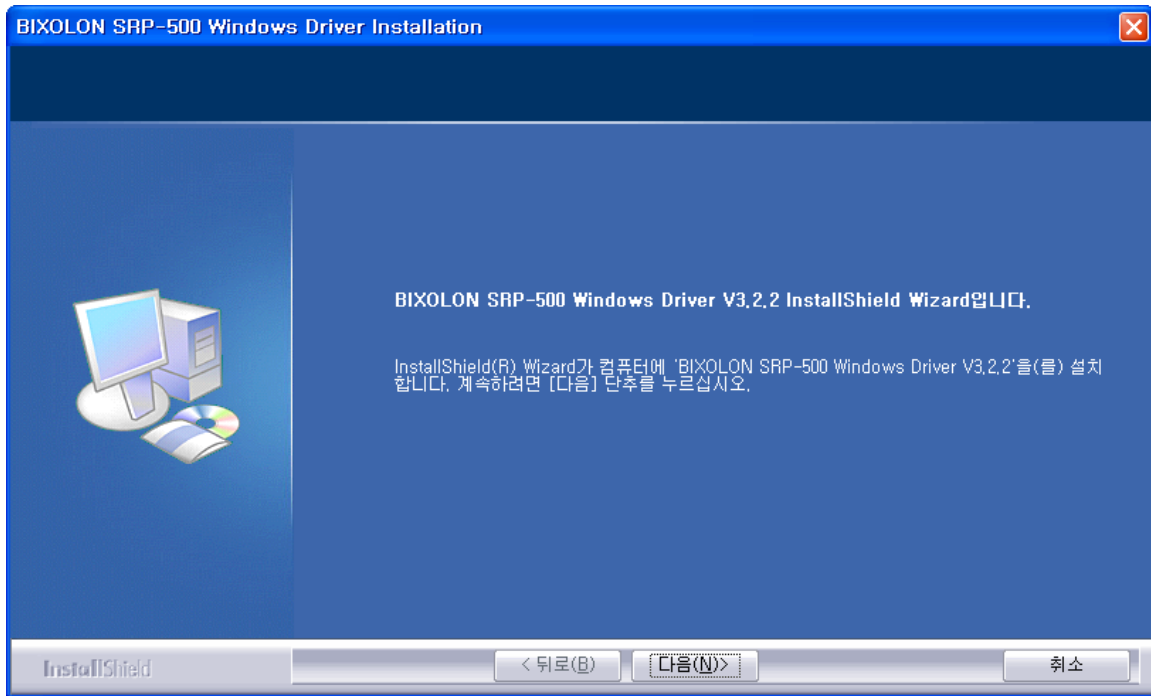 BIXOLON SRP-500 Windows Driver Installation
BIXOLON SRP-500 Windows Driver V3.2.2 InstallShield Wizard입니다.
InstallShield(R) Wizard가 컴퓨터에 'BIXOLON SRP-500 Windows Driver V3.2.2'을(를) 설치
합니다. 계속하려면 [다음] 단추를 누르십시오.
InstallShield
< 뒤로(B)
다음(N)>
취소